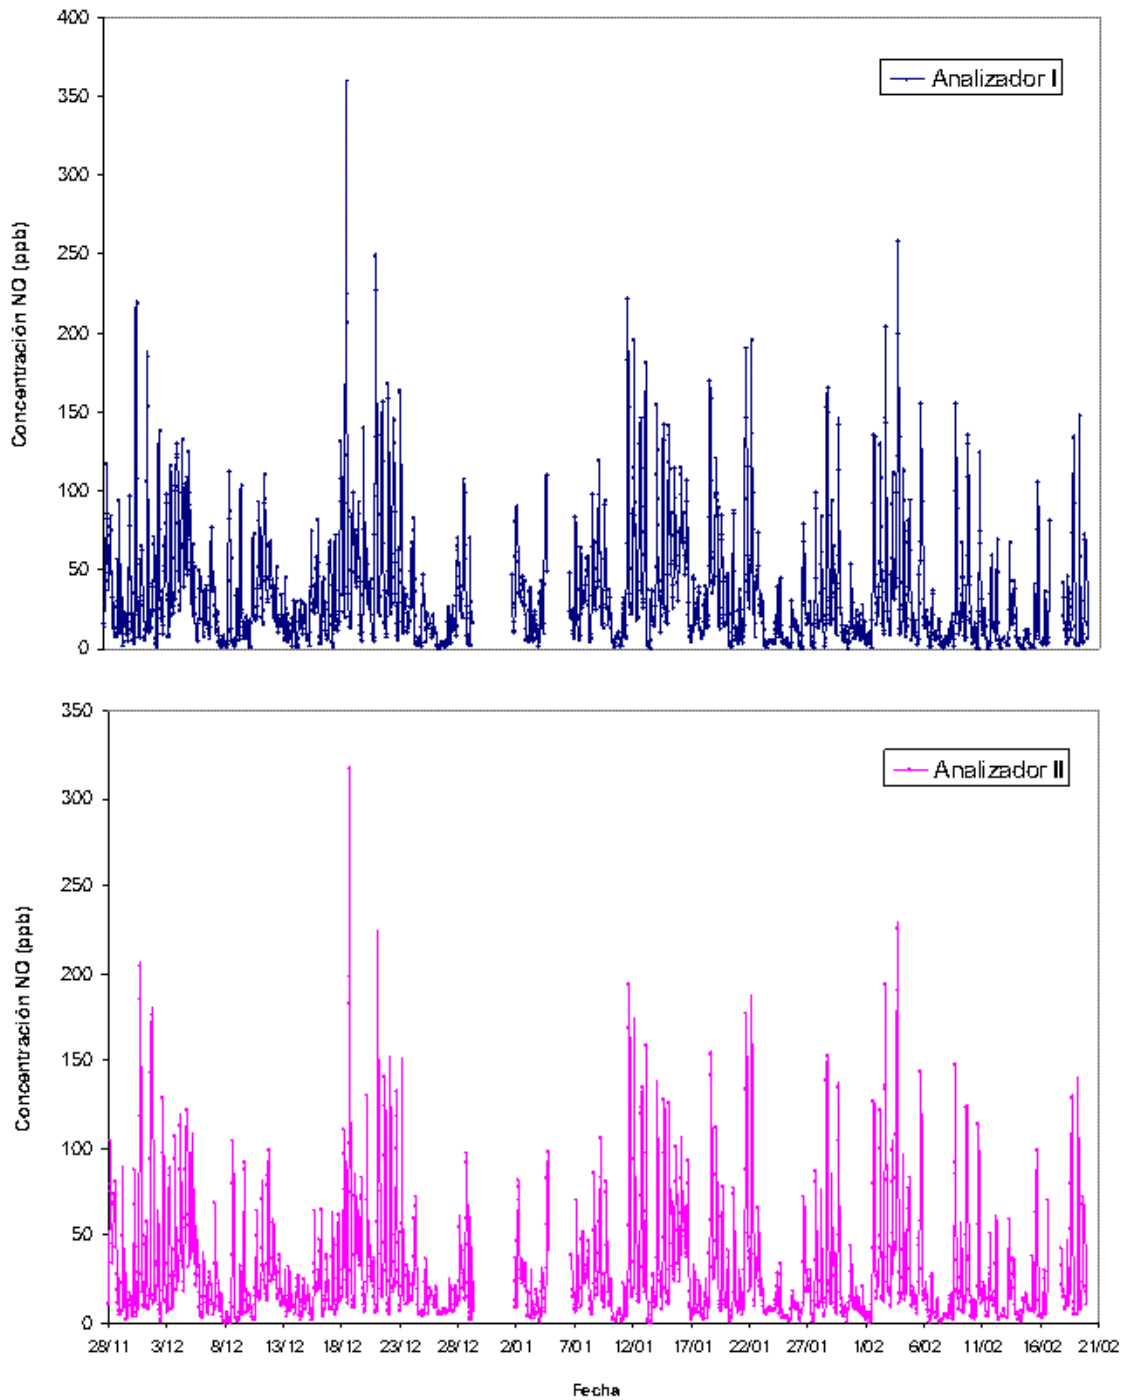 400
350
300
250
200
150
100
50
0
Concentración NO (ppb)
Analizador I
350
300
250
200
150
100
50
0
Concentración NO (ppb)
Analizador II
28/11 3/12 8/12 13/12 18/12 23/12 28/12 2/01 7/01 12/01 17/01 22/01 27/01 1/02 6/02 11/02 16/02 21/02
Fecha